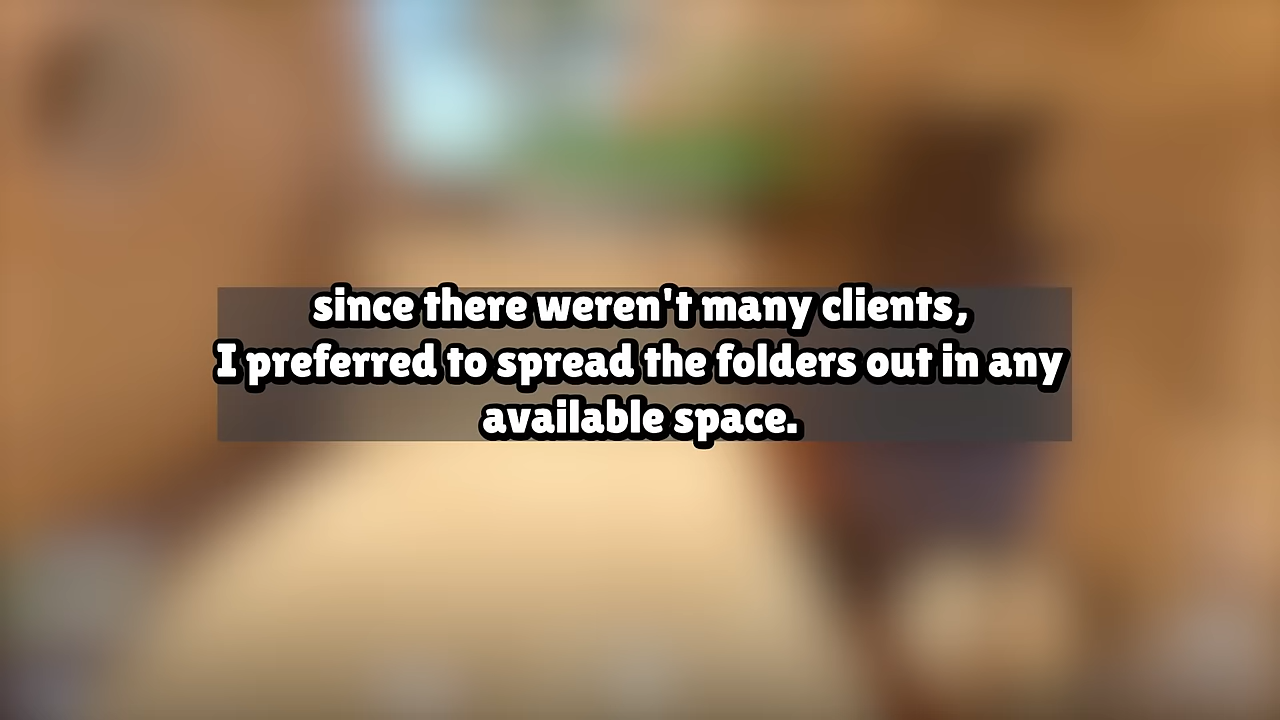 since there weren't many clients,
I preferred to spread the folders out in any
available space.